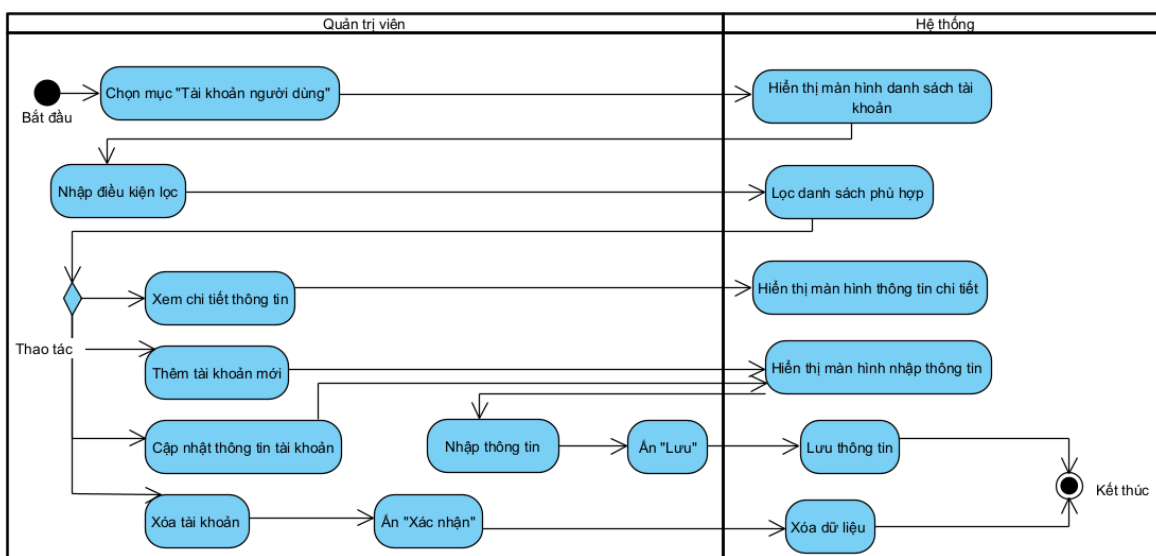 Quản trị viên
Hệ thống
Bắt đầu
Chọn mục "Tài khoản người dùng"
Hiển thị màn hình danh sách tài
khoản
Nhập điều kiện lọc
Lọc danh sách phù hợp
Thao tác
Xem chi tiết thông tin
Hiển thị màn hình thông tin chi tiết
Thêm tài khoản mới
Hiển thị màn hình nhập thông tin
Cập nhật thông tin tài khoản
Nhập thông tin
Ấn "Lưu"
Lưu thông tin
Kết thúc
Xóa tài khoản
Ấn "Xác nhận"
Xóa dữ liệu